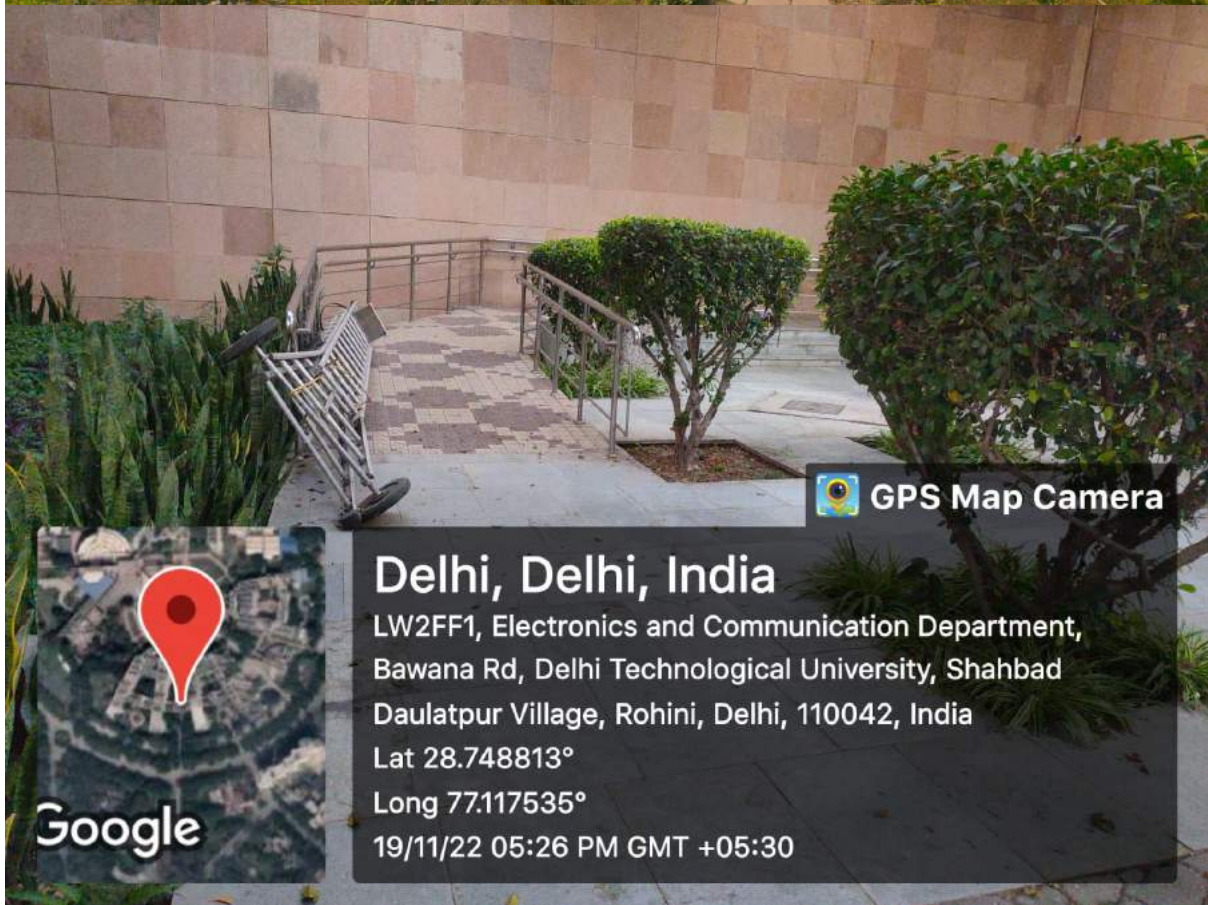 GPS Map Camera
Delhi, Delhi, India
LW2FF1, Electronics and Communication Department,
Bawana Rd, Delhi Technological University, Shahbad
Daulatpur Village, Rohini, Delhi, 110042, India
Lat 28.748813°
Long 77.117535°
19/11/22 05:26 PM GMT +05:30
Google